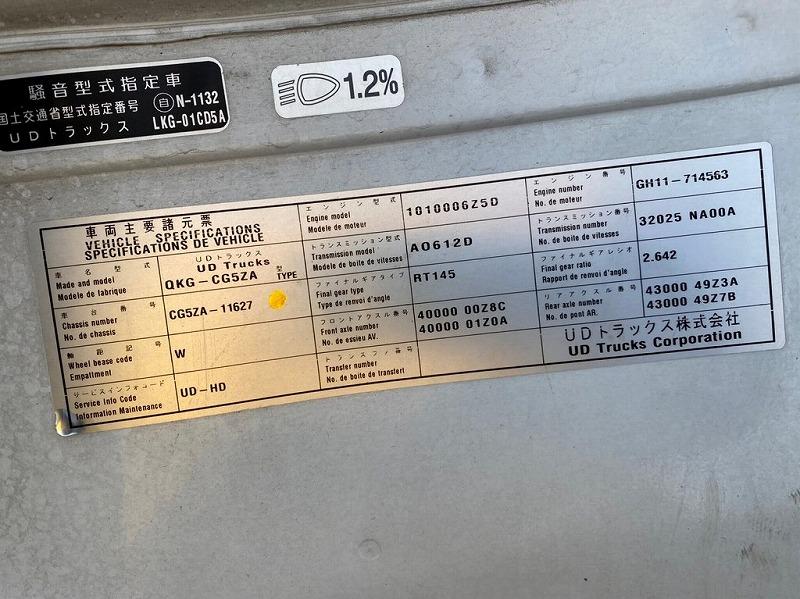 騒音型式指定車
国土交通省型式指定番号 自 N-1132
UDトラックス LKG-01CD5A
1.2%
車両主要諸元票
VEHICLE SPECIFICATIONS
SPECIFICATIONS DE VEHICLE
車名型式
Made and model
Modele de fabrique
UDトラックス
UD Trucks
QKG-CG5ZA 型
TYPE
車台番号
Chassis number
No. de chassis
CG5ZA-11627
軸距記号
Wheel bease code
Empattment
W
サービスインフォコード
Service Info Code
Information Maintenance
UD-HD
エンジン型式
Engine model
Modele de moteur
1010006Z5D
トランスミッション型式
Transmission model
Modele de boite de vitesses
AO612D
ファイナルギアタイプ
Final gear type
Type de renvoi d'angle
RT145
フロントアクスル番号
Front axle number
No. de essieu AV.
40000 00Z8C
40000 01Z0A
トランスファ番号
Transfer number
No. de boite de transfert
エンジン番号
Engine number
No. de moteur
GH11-714563
トランスミッション番号
Transmission number
No. de boite de vitesses
32025 NA00A
ファイナルギアレシオ
Final gear ratio
Rapport de renvoi d'angle
2.642
リアアクスル番号
Rear axle number
No. de pont AR.
43000 49Z3A
43000 49Z7B
UDトラックス株式会社
UD Trucks Corporation